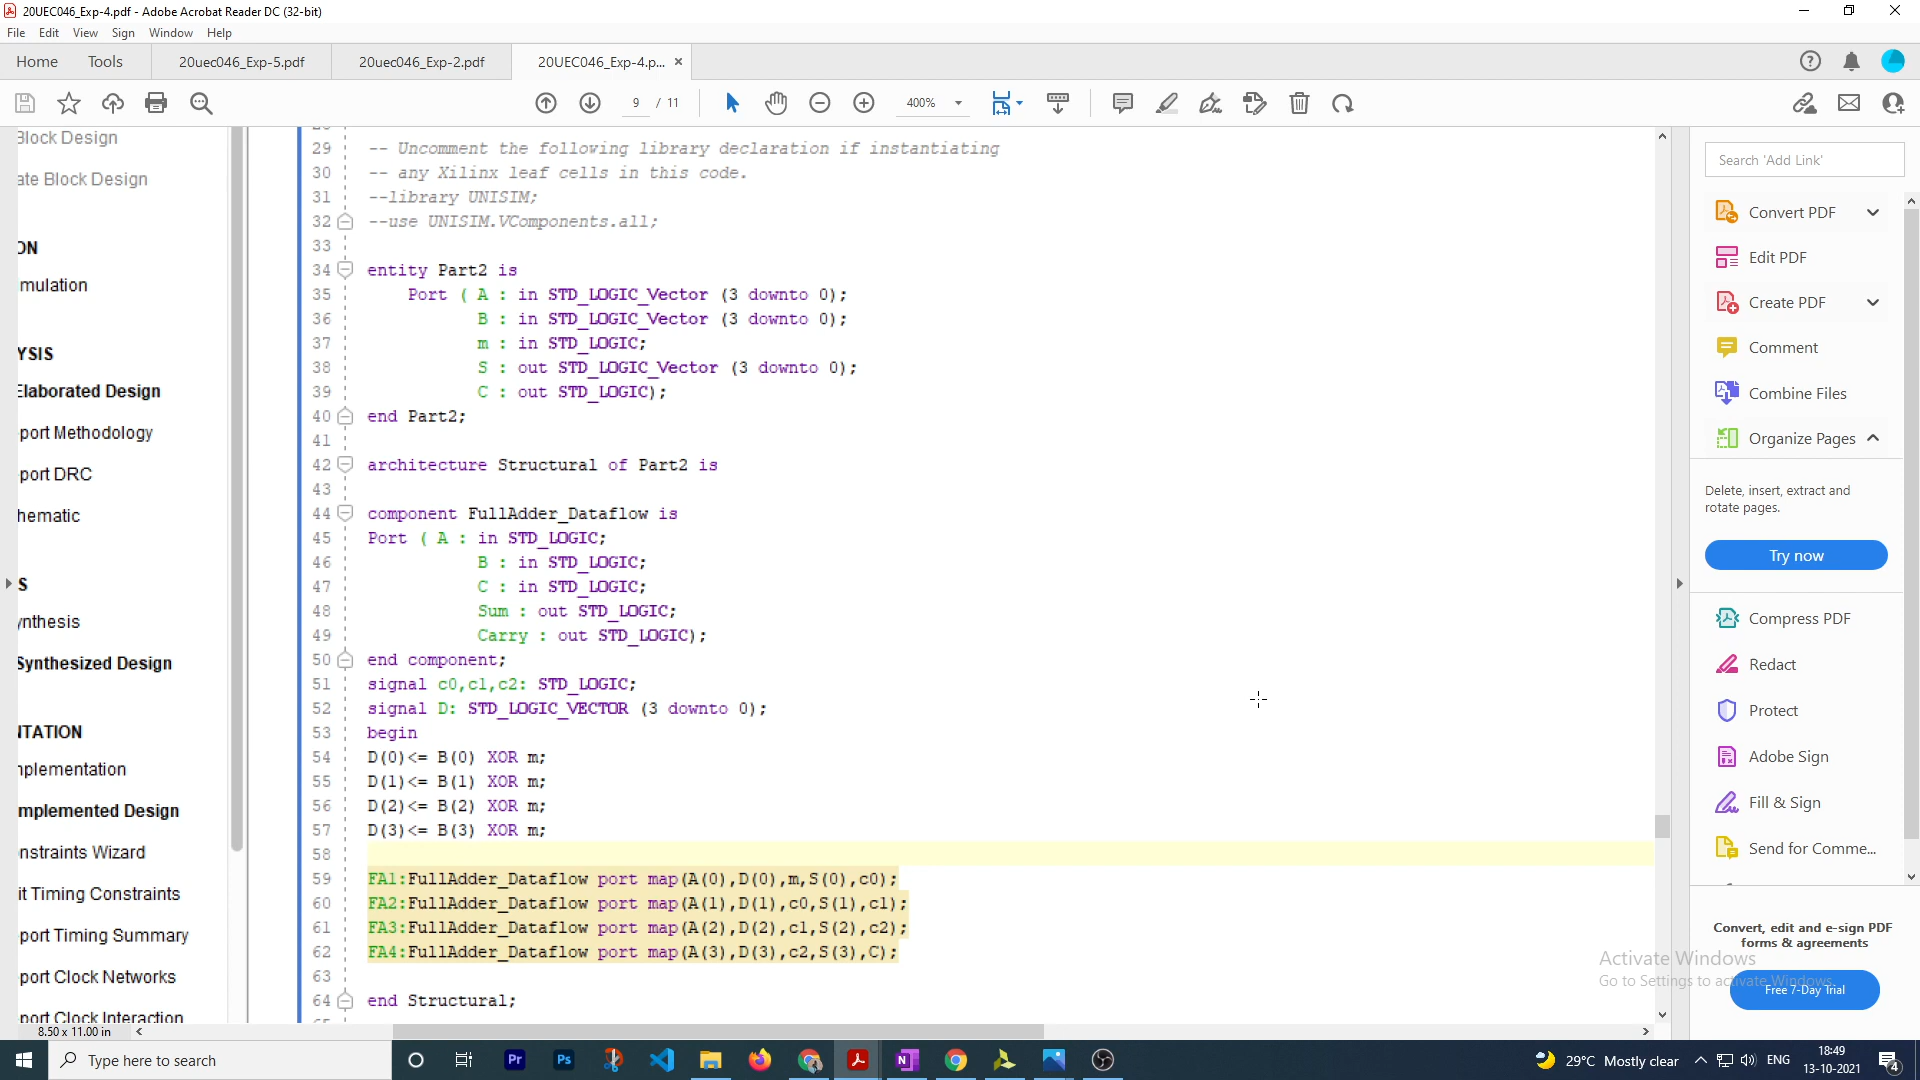 20UEC046_Exp-4.pdf - Adobe Acrobat Reader DC (32-bit)
File Edit View Sign Window Help
Home Tools 20uec046_Exp-5.pdf 20uec046_Exp-2.pdf 20UEC046_Exp-4.p...
9 / 11 400%
Block Design
ate Block Design
ON
mulation
YSIS
Elaborated Design
port Methodology
port DRC
hematic
S
ynthesis
Synthesized Design
NTATION
nplementation
mplemented Design
nstraints Wizard
it Timing Constraints
port Timing Summary
port Clock Networks
port Clock Interaction
8.50 x 11.00 in
29 -- Uncomment the following library declaration if instantiating
30 -- any Xilinx leaf cells in this code.
31 --library UNISIM;
32 --use UNISIM.VComponents.all;
33
34 entity Part2 is
35 Port ( A : in STD_LOGIC_Vector (3 downto 0);
36 B : in STD_LOGIC_Vector (3 downto 0);
37 m : in STD_LOGIC;
38 S : out STD_LOGIC_Vector (3 downto 0);
39 C : out STD_LOGIC);
40 end Part2;
41
42 architecture Structural of Part2 is
43
44 component FullAdder_Dataflow is
45 Port ( A : in STD_LOGIC;
46 B : in STD_LOGIC;
47 C : in STD_LOGIC;
48 Sum : out STD_LOGIC;
49 Carry : out STD_LOGIC);
50 end component;
51 signal c0,c1,c2: STD_LOGIC;
52 signal D: STD_LOGIC_VECTOR (3 downto 0);
53 begin
54 D(0)<= B(0) XOR m;
55 D(1)<= B(1) XOR m;
56 D(2)<= B(2) XOR m;
57 D(3)<= B(3) XOR m;
58
59 FA1:FullAdder_Dataflow port map(A(0),D(0),m,S(0),c0);
60 FA2:FullAdder_Dataflow port map(A(1),D(1),c0,S(1),c1);
61 FA3:FullAdder_Dataflow port map(A(2),D(2),c1,S(2),c2);
62 FA4:FullAdder_Dataflow port map(A(3),D(3),c2,S(3),C);
63
64 end Structural;
Search 'Add Link'
Convert PDF
Edit PDF
Create PDF
Comment
Combine Files
Organize Pages
Delete, insert, extract and
rotate pages.
Try now
Compress PDF
Redact
Protect
Adobe Sign
Fill & Sign
Send for Comme...
Convert, edit and e-sign PDF
forms & agreements
Free 7-Day Trial
Activate Windows
Go to Settings to activate Windows.
Type here to search
Pr Ps
29°C Mostly clear ENG
18:49
13-10-2021
4